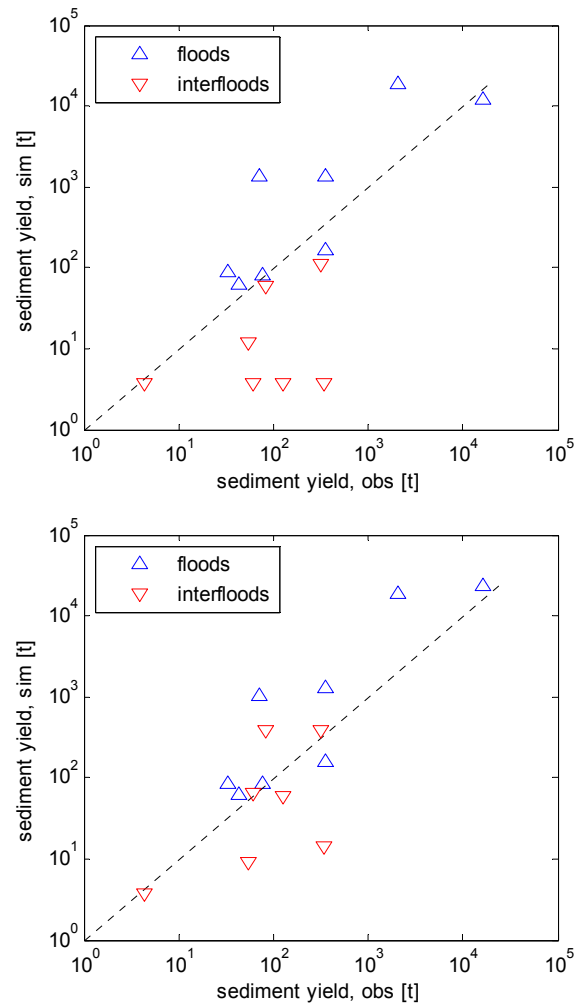 10^5
floods
interfloods
10^4
10^3
10^2
10^1
10^0
sediment yield, sim [t]
10^0 10^1 10^2 10^3 10^4 10^5
sediment yield, obs [t]
10^5
floods
interfloods
10^4
10^3
10^2
10^1
10^0
sediment yield, sim [t]
10^0 10^1 10^2 10^3 10^4 10^5
sediment yield, obs [t]